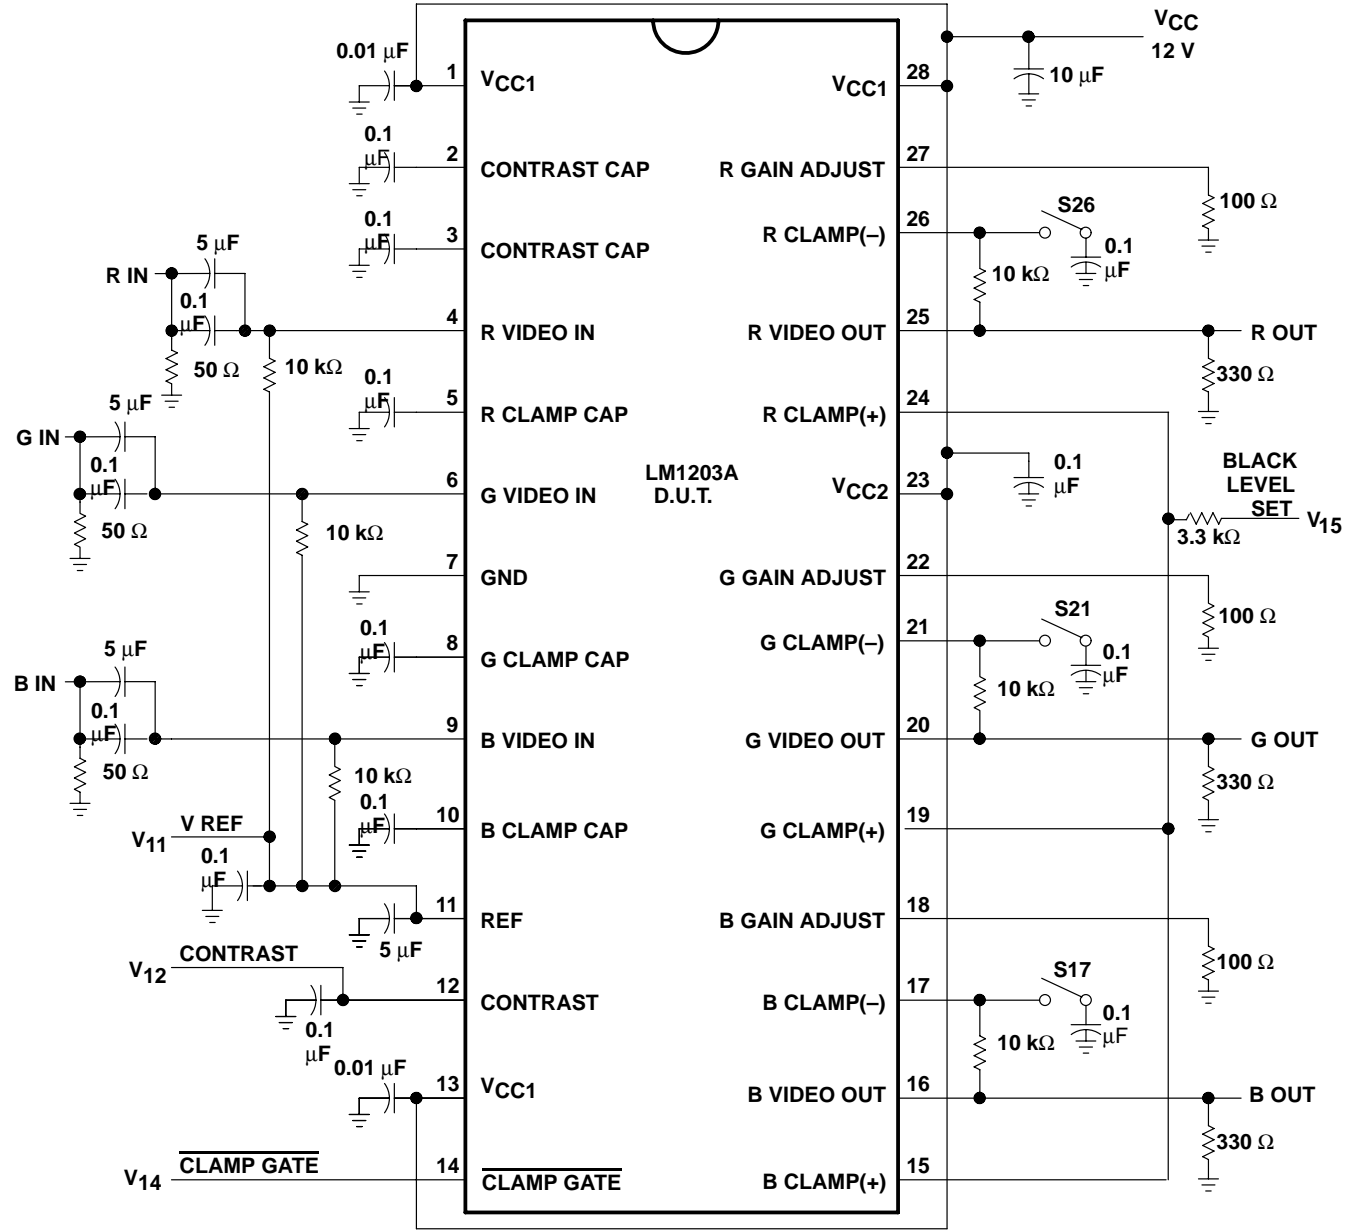 0.01 μF
1
VCC1
0.1
μF
2
CONTRAST CAP
0.1
μF
3
CONTRAST CAP
5 μF
R IN
0.1
μF
50 Ω
10 kΩ
4
R VIDEO IN
0.1
μF
5
R CLAMP CAP
5 μF
G IN
0.1
μF
50 Ω
6
G VIDEO IN
10 kΩ
7
GND
0.1
μF
8
G CLAMP CAP
5 μF
B IN
0.1
μF
50 Ω
9
B VIDEO IN
10 kΩ
0.1
μF
10
B CLAMP CAP
V REF
V11
0.1
μF
11
REF
5 μF
CONTRAST
V12
12
CONTRAST
0.1
μF
0.01 μF
13
VCC1
CLAMP GATE
V14
14
CLAMP GATE
LM1203A
D.U.T.
VCC
12 V
10 μF
28
VCC1
27
R GAIN ADJUST
100 Ω
26
R CLAMP(–)
S26
0.1
μF
10 kΩ
25
R VIDEO OUT
R OUT
330 Ω
24
R CLAMP(+)
0.1
μF
23
VCC2
BLACK
LEVEL
SET
V15
3.3 kΩ
22
G GAIN ADJUST
100 Ω
21
G CLAMP(–)
S21
0.1
μF
10 kΩ
20
G VIDEO OUT
G OUT
330 Ω
19
G CLAMP(+)
18
B GAIN ADJUST
100 Ω
17
B CLAMP(–)
S17
0.1
μF
10 kΩ
16
B VIDEO OUT
B OUT
330 Ω
15
B CLAMP(+)